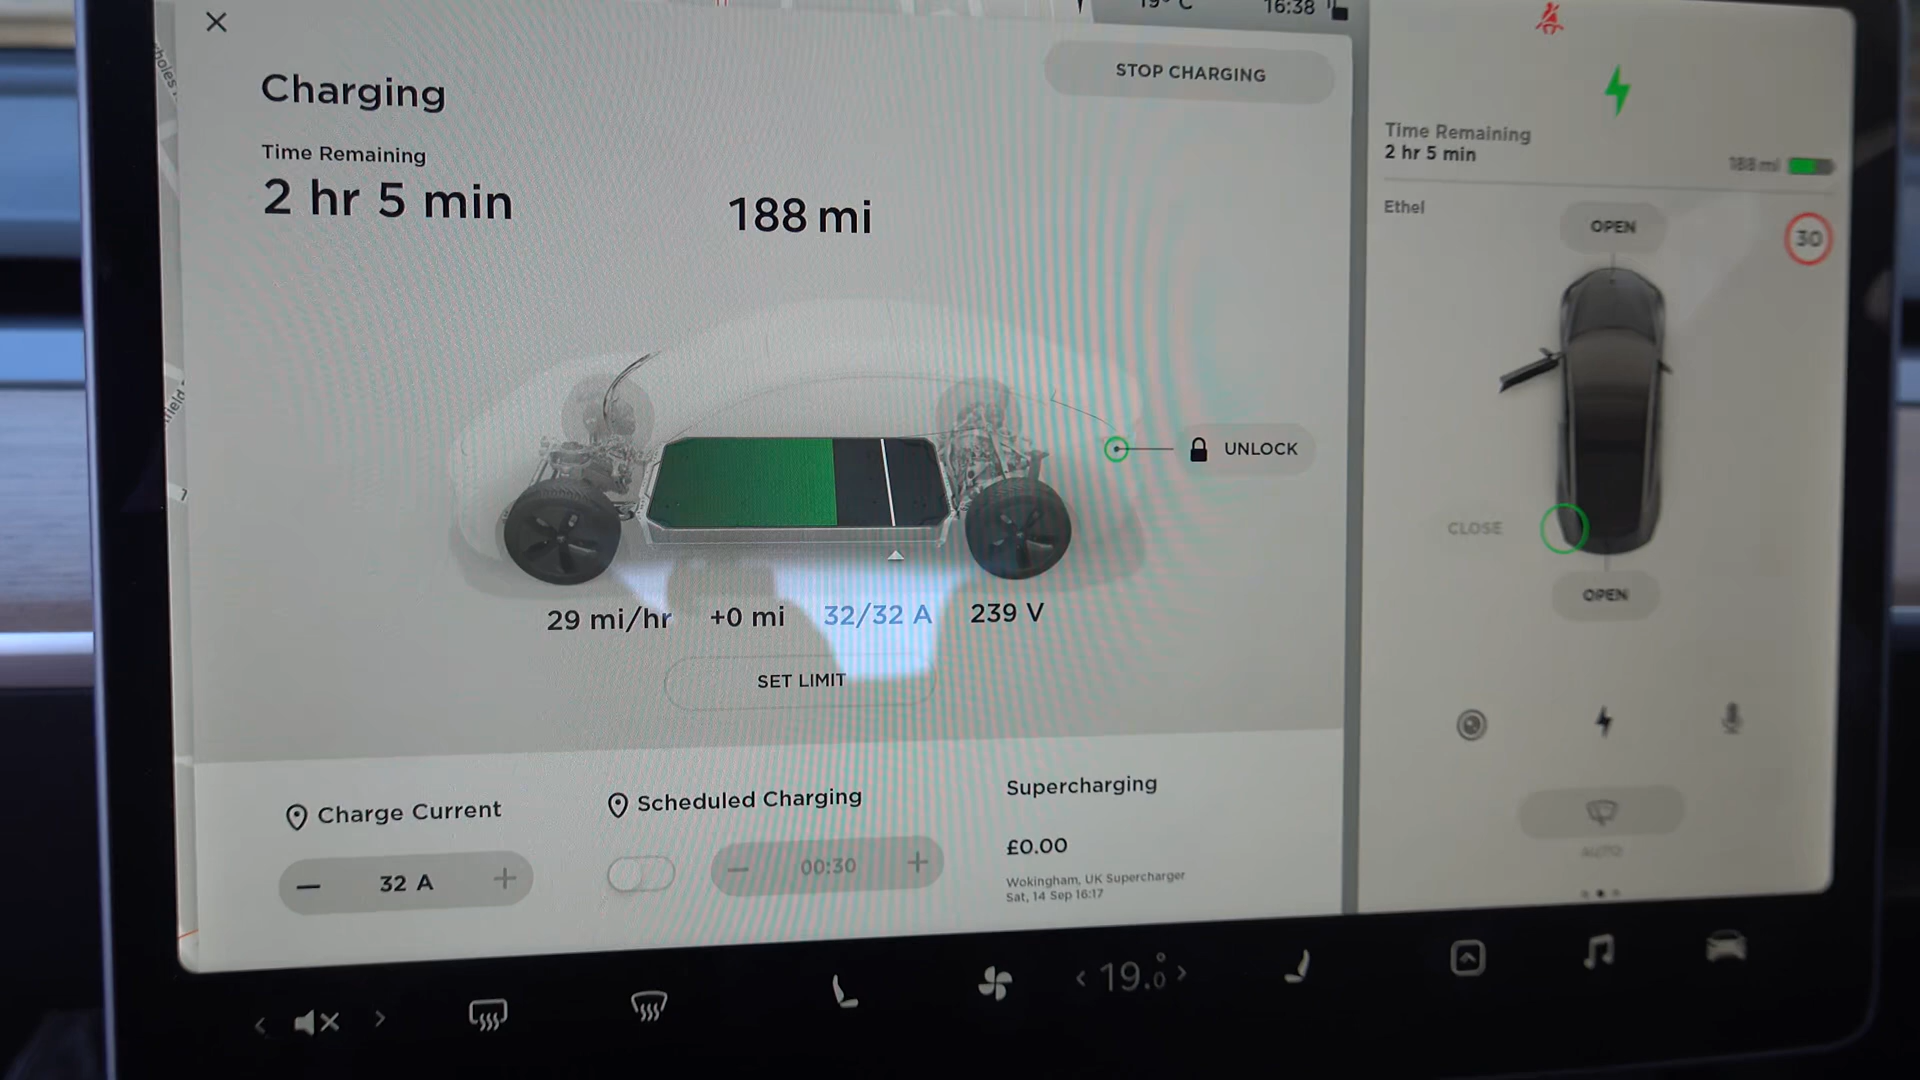 19° C
16:38
Charging
STOP CHARGING
Time Remaining
2 hr 5 min
188 mi
UNLOCK
29 mi/hr +0 mi 32/32 A 239 V
SET LIMIT
Charge Current
32 A
Scheduled Charging
00:30
Supercharging
£0.00
Wokingham, UK Supercharger
Sat, 14 Sep 16:17
Time Remaining
2 hr 5 min
188 mi
Ethel
OPEN
30
CLOSE
OPEN
AUTO
19.0°